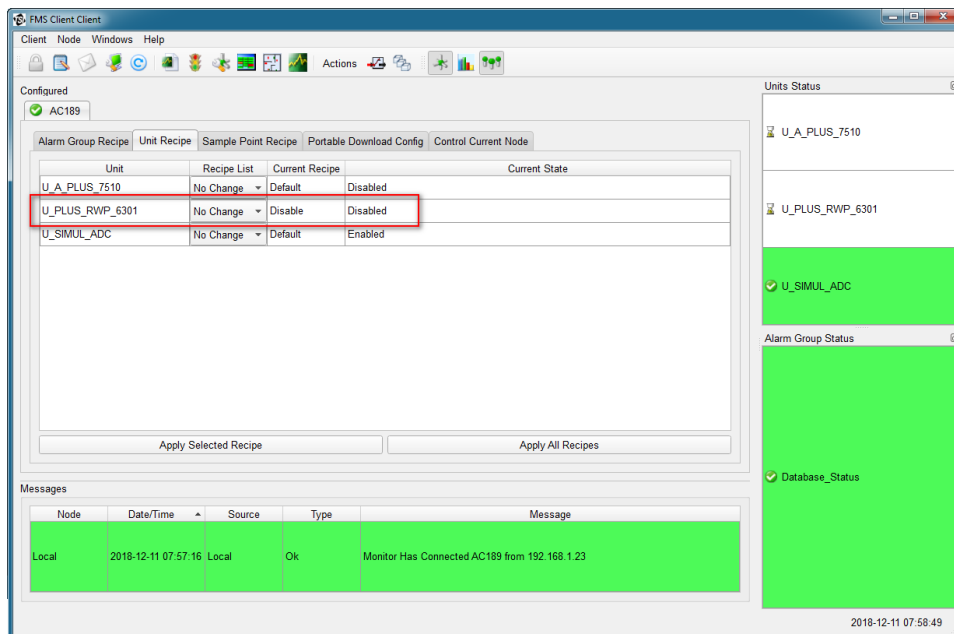 FMS Client Client
Client Node Windows Help
Actions
Configured
AC189
Alarm Group Recipe Unit Recipe Sample Point Recipe Portable Download Config Control Current Node
Unit Recipe List Current Recipe Current State
U_A_PLUS_7510 No Change Default Disabled
U_PLUS_RWP_6301 No Change Disable Disabled
U_SIMUL_ADC No Change Default Enabled
Apply Selected Recipe Apply All Recipes
Messages
Node Date/Time Source Type Message
Local 2018-12-11 07:57:16 Local Ok Monitor Has Connected AC189 from 192.168.1.23
Units Status
U_A_PLUS_7510
U_PLUS_RWP_6301
U_SIMUL_ADC
Alarm Group Status
Database_Status
2018-12-11 07:58:49